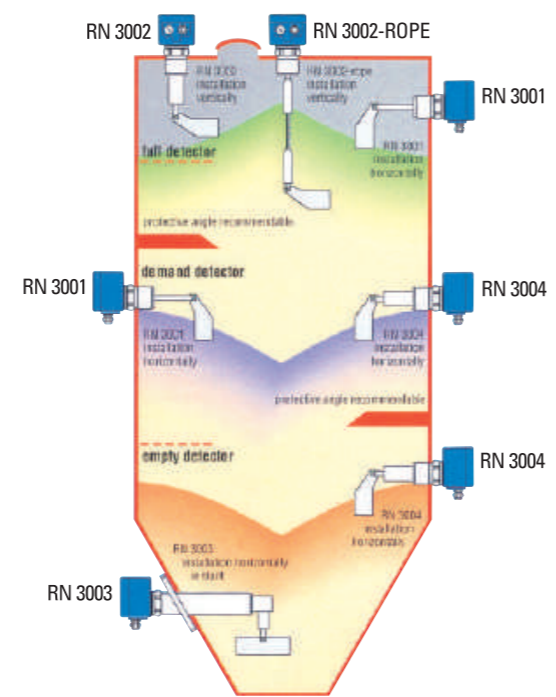 RN 3002
RN 3002-ROPE
RN 3002
installation
vertically
RN 3002-rope
installation
vertically
RN 3001
RN 3001
installation
horizontally
full detector
protective angle recommendable
demand detector
RN 3001
RN 3004
RN 3001
installation
horizontally
RN 3004
installation
horizontally
protective angle recommendable
empty detector
RN 3004
RN 3004
installation
horizontally
RN 3003
installation horizontally
RN 3003